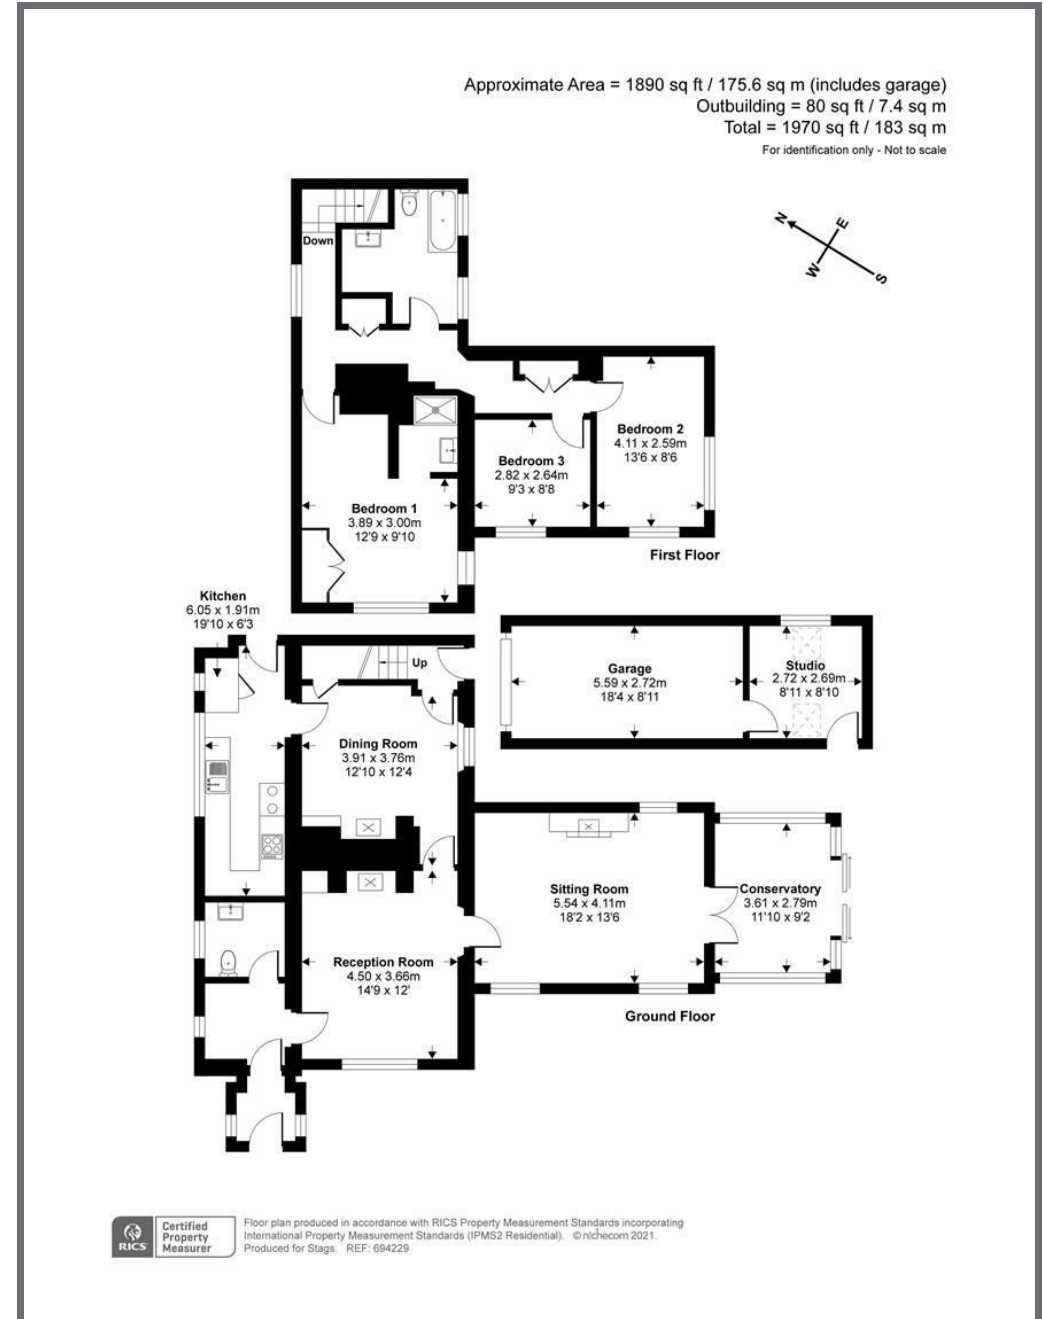 Approximate Area = 1890 sq ft / 175.6 sq m (includes garage)
Outbuilding = 80 sq ft / 7.4 sq m
Total = 1970 sq ft / 183 sq m
For identification only - Not to scale
N
E
W
S
Down
Bedroom 2
4.11 x 2.59m
13'6 x 8'6
Bedroom 3
2.82 x 2.64m
9'3 x 8'8
Bedroom 1
3.89 x 3.00m
12'9 x 9'10
First Floor
Kitchen
6.05 x 1.91m
19'10 x 6'3
Up
Garage
5.59 x 2.72m
18'4 x 8'11
Studio
2.72 x 2.69m
8'11 x 8'10
Dining Room
3.91 x 3.76m
12'10 x 12'4
Sitting Room
5.54 x 4.11m
18'2 x 13'6
Conservatory
3.61 x 2.79m
11'10 x 9'2
Reception Room
4.50 x 3.66m
14'9 x 12'
Ground Floor
RICS
Certified
Property
Measurer
Floor plan produced in accordance with RICS Property Measurement Standards incorporating
International Property Measurement Standards (IPMS2 Residential). © nichecom 2021.
Produced for Stags. REF: 694229